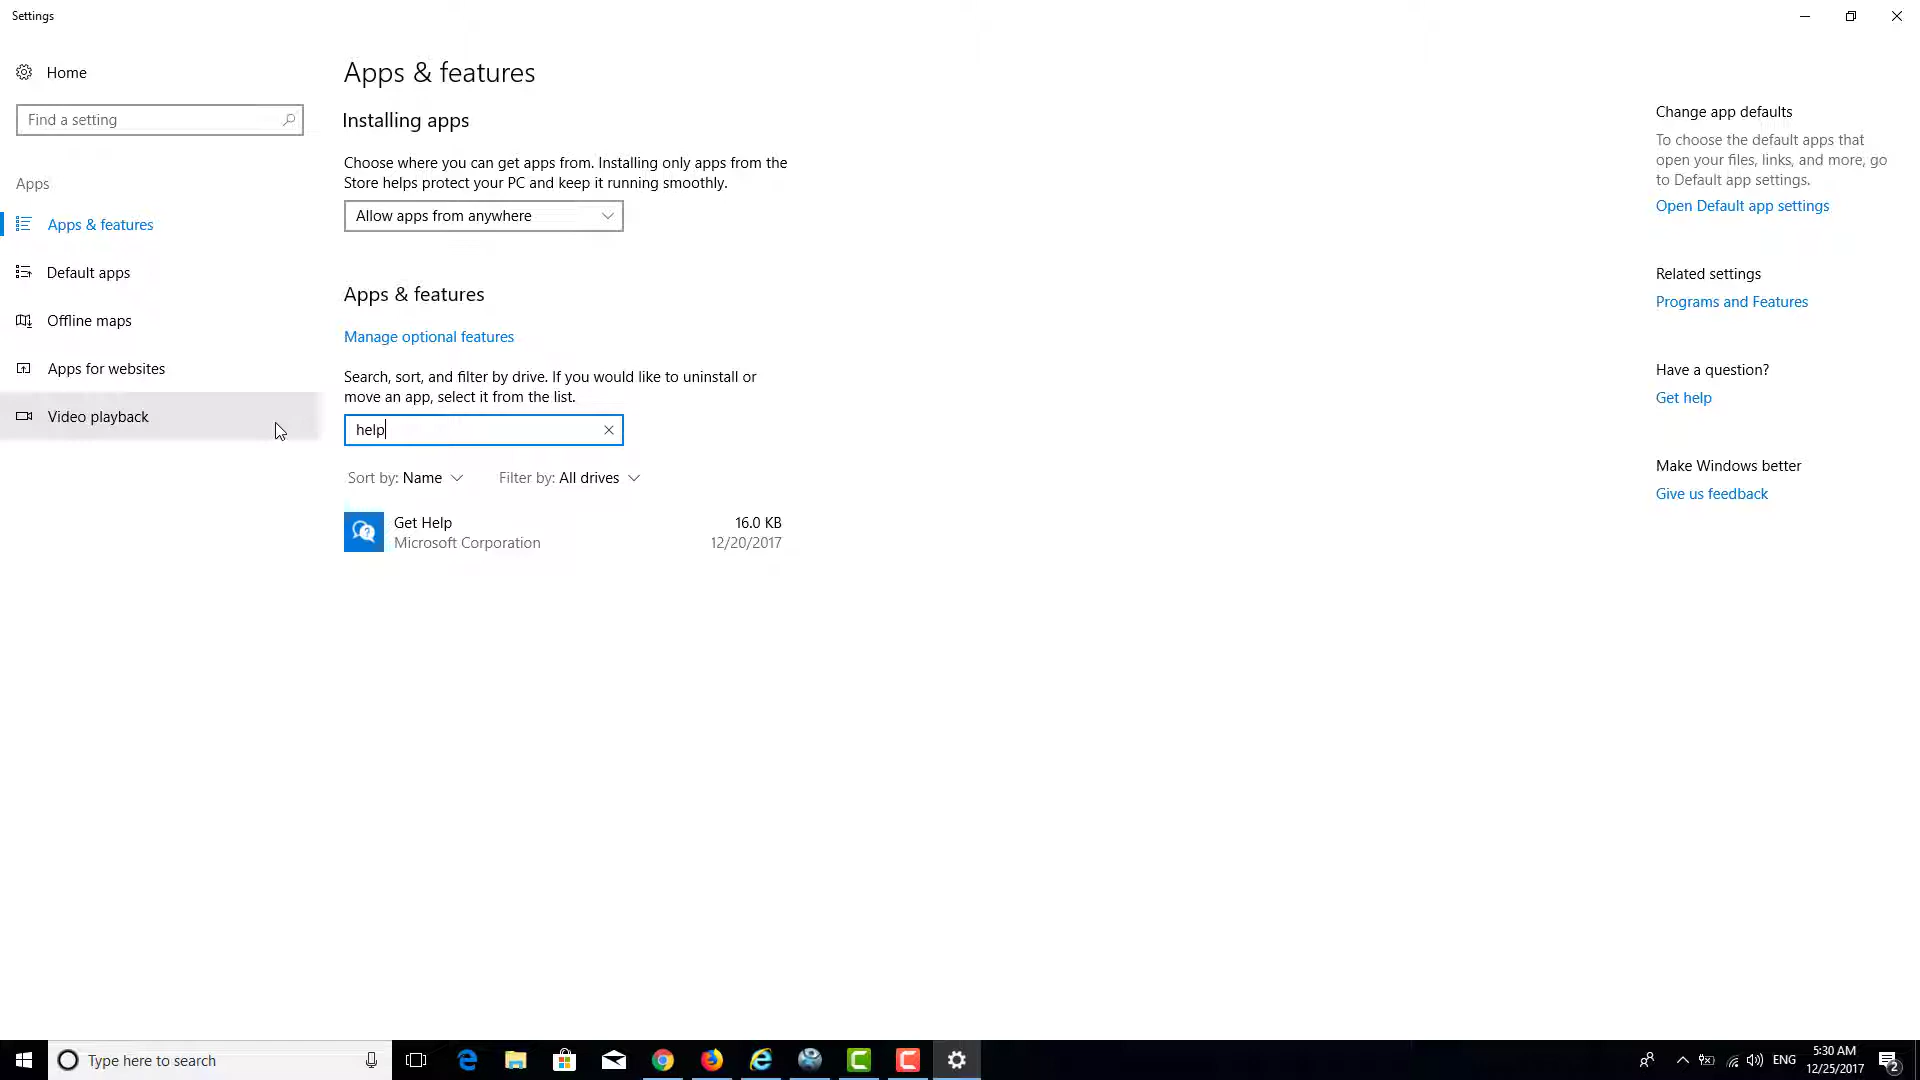 Settings
Home
Find a setting
Apps
Apps & features
Default apps
Offline maps
Apps for websites
Video playback
Apps & features
Installing apps
Choose where you can get apps from. Installing only apps from the
Store helps protect your PC and keep it running smoothly.
Allow apps from anywhere
Apps & features
Manage optional features
Search, sort, and filter by drive. If you would like to uninstall or
move an app, select it from the list.
help
Sort by: Name
Filter by: All drives
Get Help
16.0 KB
Microsoft Corporation
12/20/2017
Change app defaults
To choose the default apps that
open your files, links, and more, go
to Default app settings.
Open Default app settings
Related settings
Programs and Features
Have a question?
Get help
Make Windows better
Give us feedback
Type here to search
ENG
5:30 AM
12/25/2017
2